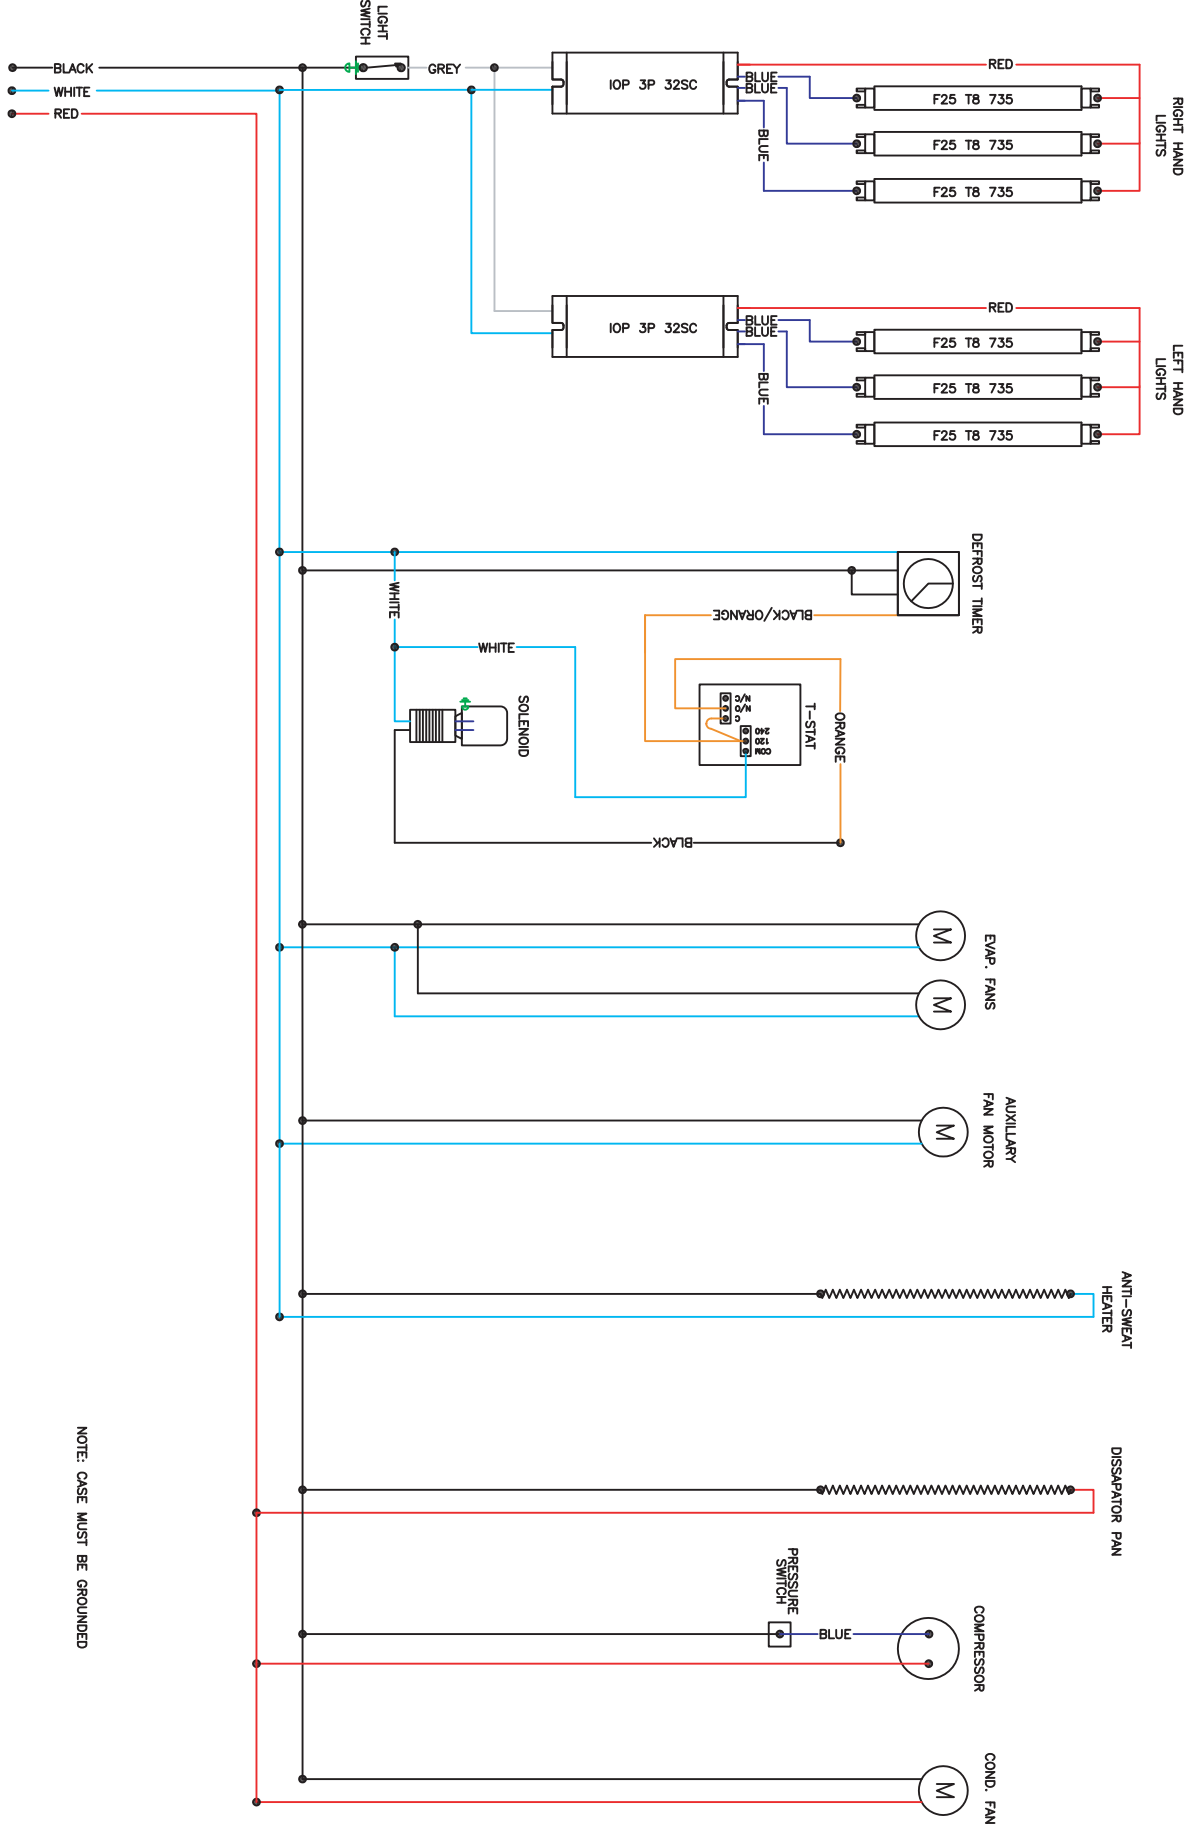 LIGHT
SWITCH
BLACK
WHITE
RED
GREY
IOP 3P 32SC
RED
BLUE
BLUE
BLUE
F25 T8 735
F25 T8 735
F25 T8 735
RIGHT HAND
LIGHTS
IOP 3P 32SC
RED
BLUE
BLUE
BLUE
F25 T8 735
F25 T8 735
F25 T8 735
LEFT HAND
LIGHTS
DEFROST TIMER
WHITE
BLACK/ORANGE
WHITE
SOLENOID
N/C
N/O
C
240
120
COM
T-STAT
ORANGE
BLACK
M
M
EVAP. FANS
M
AUXILLARY
FAN MOTOR
ANTI-SWEAT
HEATER
DISSAPATOR PAN
PRESSURE
SWITCH
BLUE
COMPRESSOR
M
COND. FAN
NOTE: CASE MUST BE GROUNDED